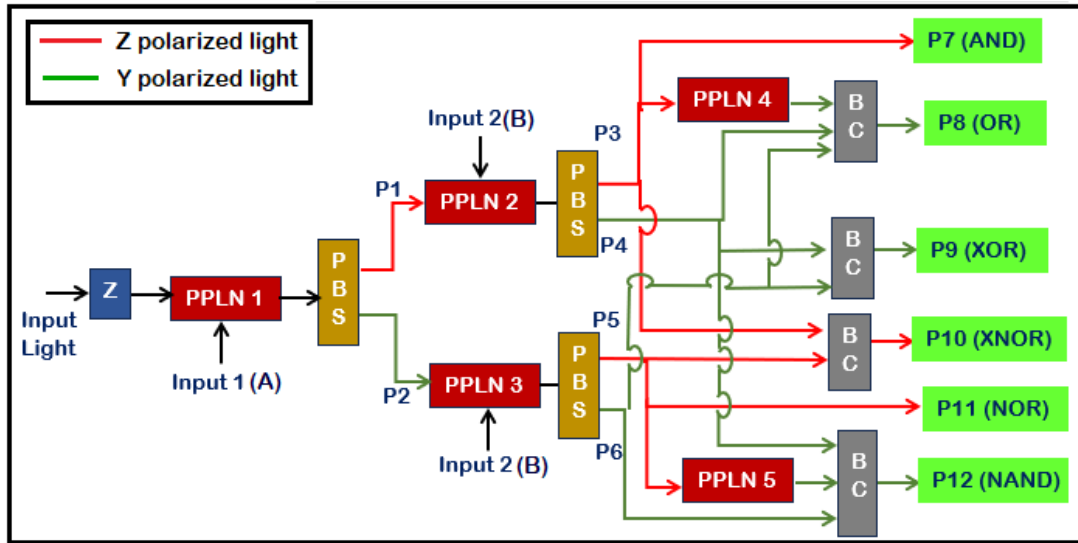 Z polarized light
Y polarized light
Input
Light
Z
PPLN 1
Input 1 (A)
P
B
S
P1
P2
Input 2 (B)
PPLN 2
PPLN 3
Input 2 (B)
P
B
S
P3
P4
P
B
S
P5
P6
PPLN 4
PPLN 5
B
C
B
C
B
C
B
C
P7 (AND)
P8 (OR)
P9 (XOR)
P10 (XNOR)
P11 (NOR)
P12 (NAND)